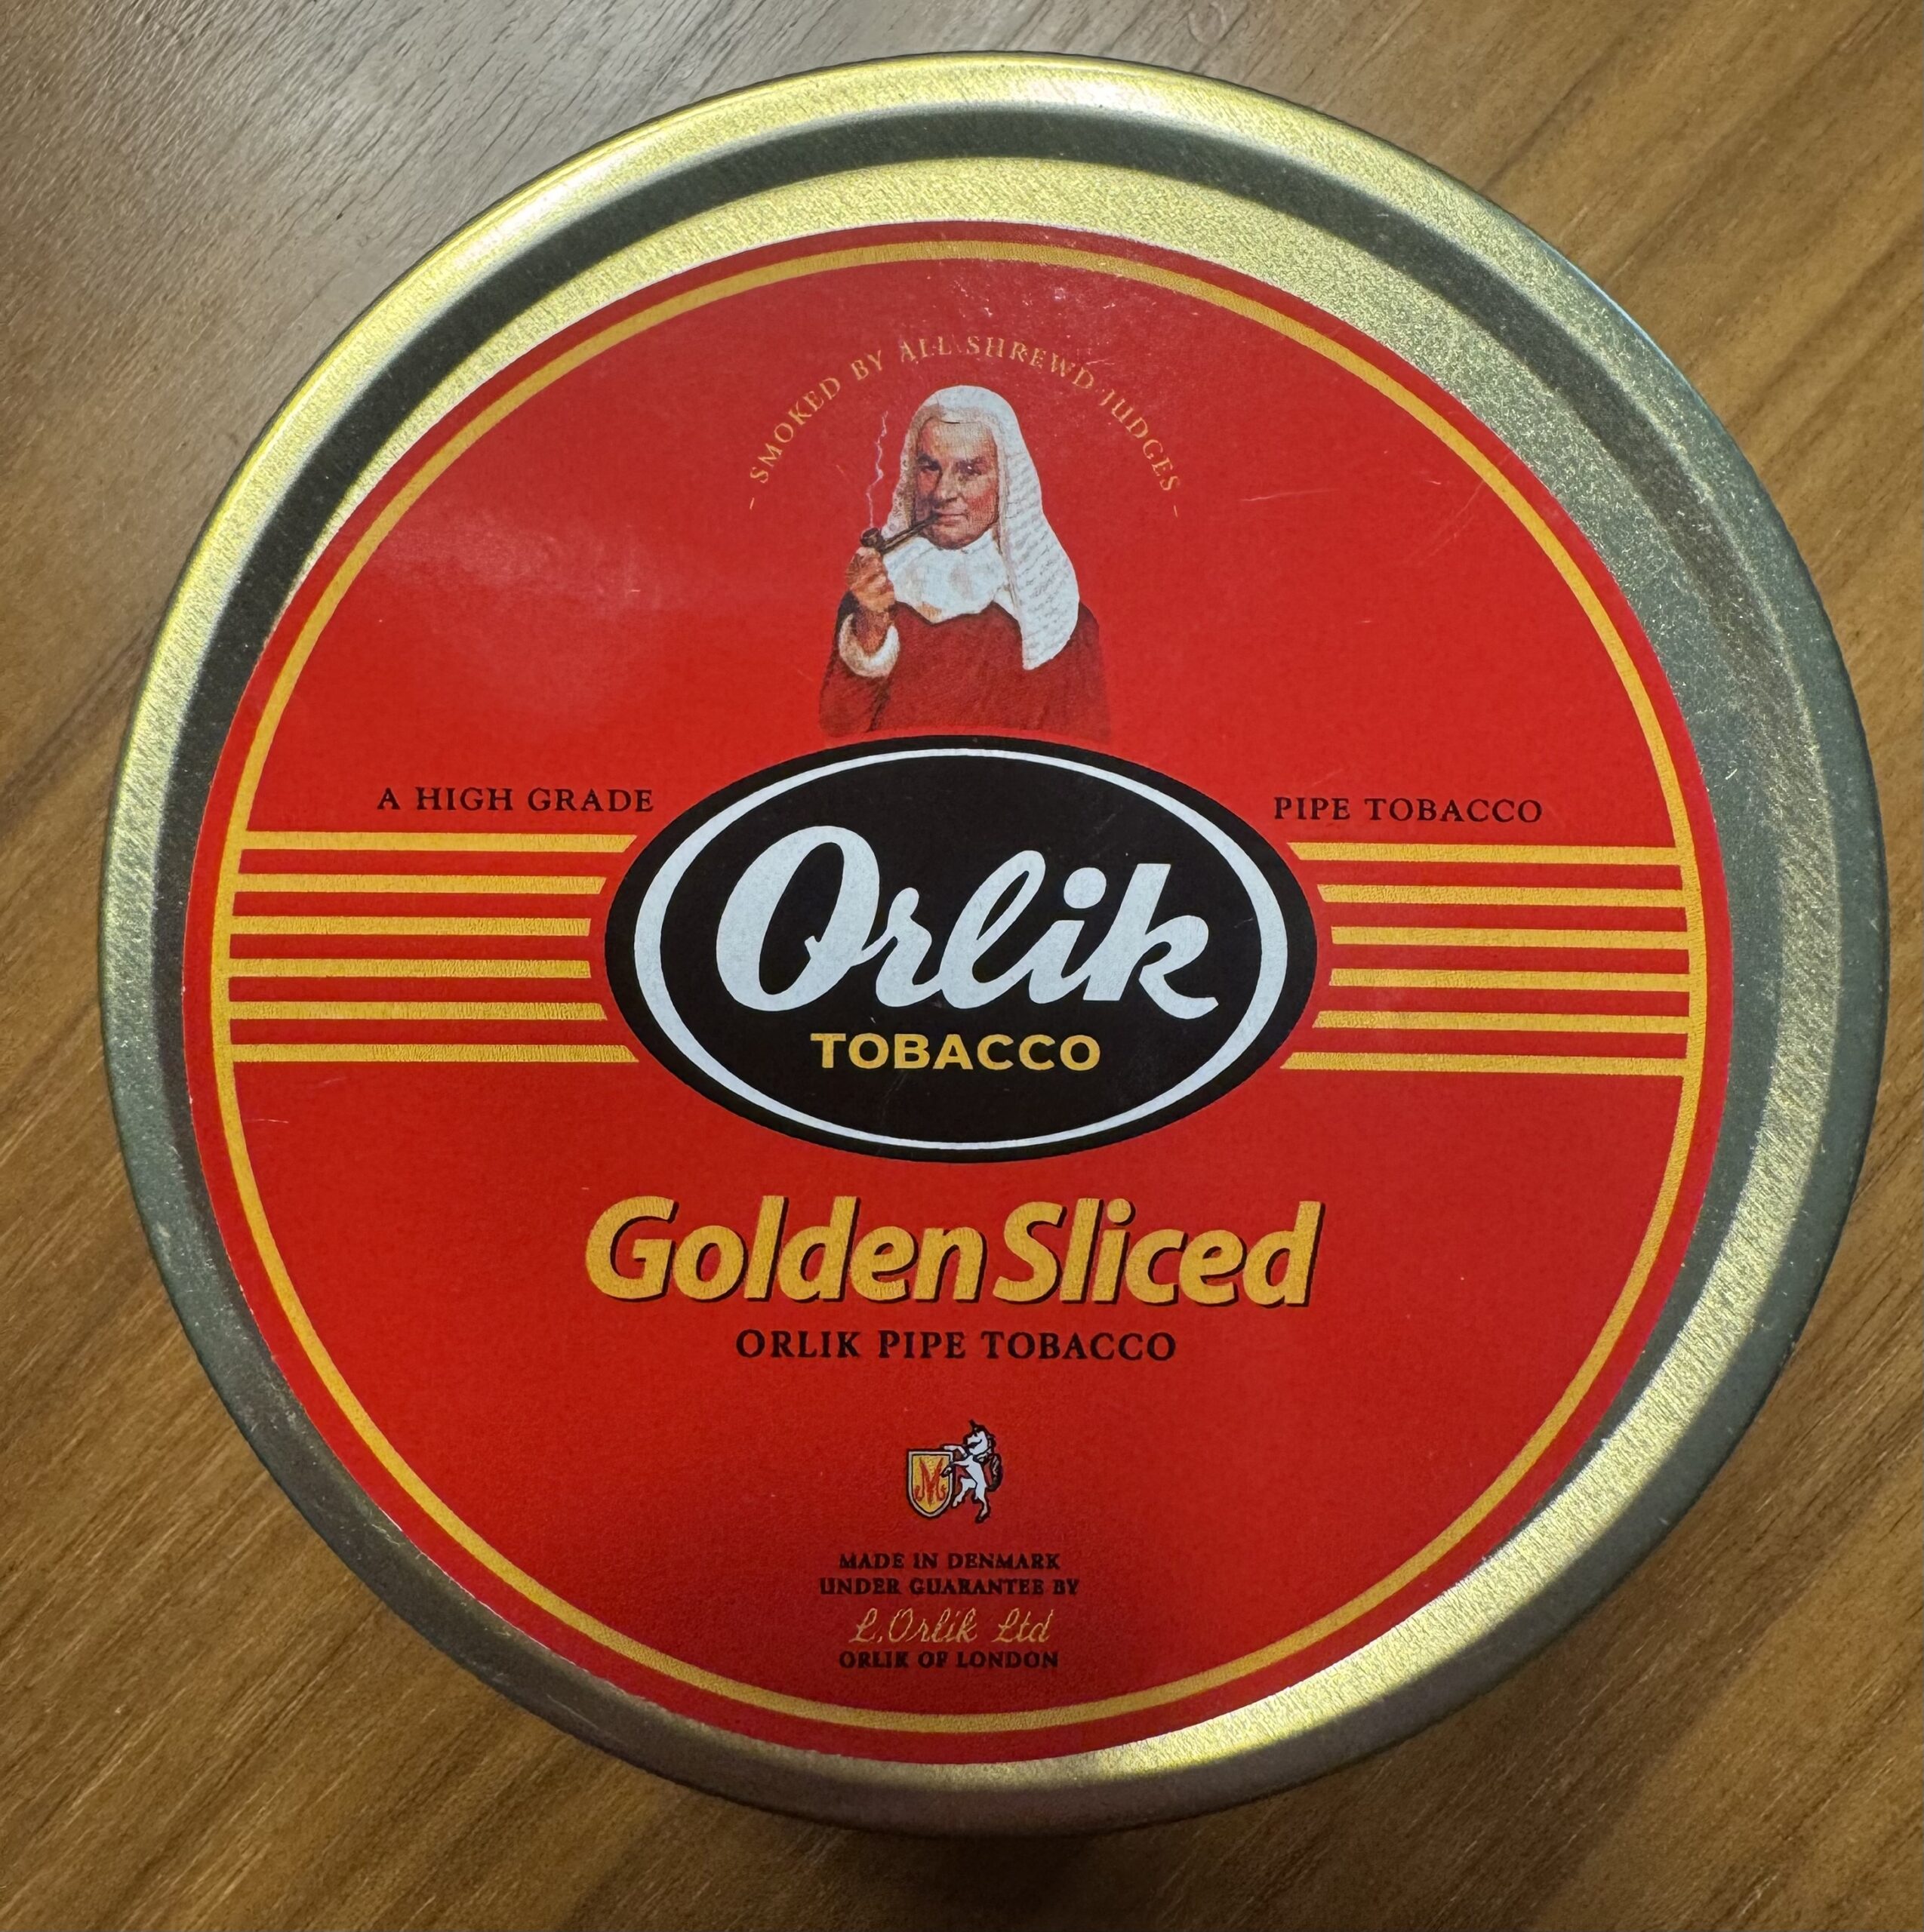 - SMOKED BY ALL SHREWD JUDGES -
A HIGH GRADE
PIPE TOBACCO
Orlik
TOBACCO
Golden Sliced
ORLIK PIPE TOBACCO
M
MADE IN DENMARK
UNDER GUARANTEE BY
L. Orlik Ltd
ORLIK OF LONDON